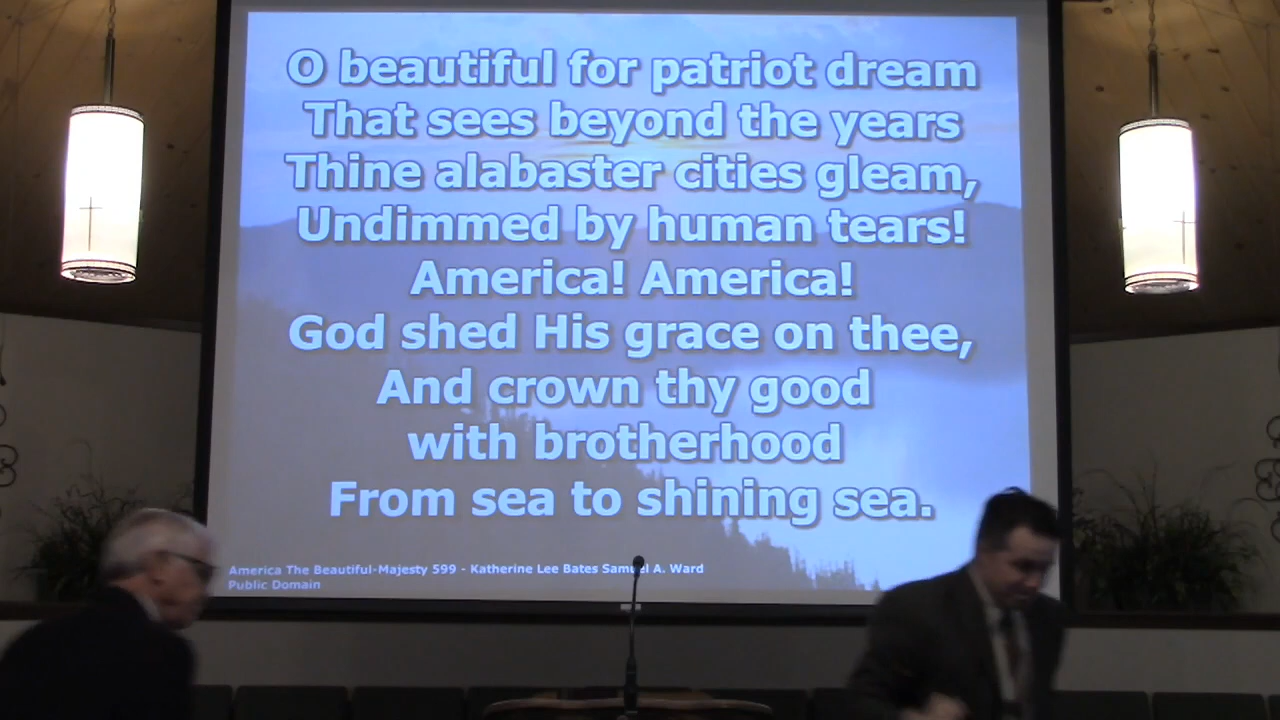 O beautiful for patriot dream
That sees beyond the years
Thine alabaster cities gleam,
Undimmed by human tears!
America! America!
God shed His grace on thee,
And crown thy good
with brotherhood
From sea to shining sea.
America The Beautiful-Majesty 599 - Katherine Lee Bates Samuel A. Ward
Public Domain